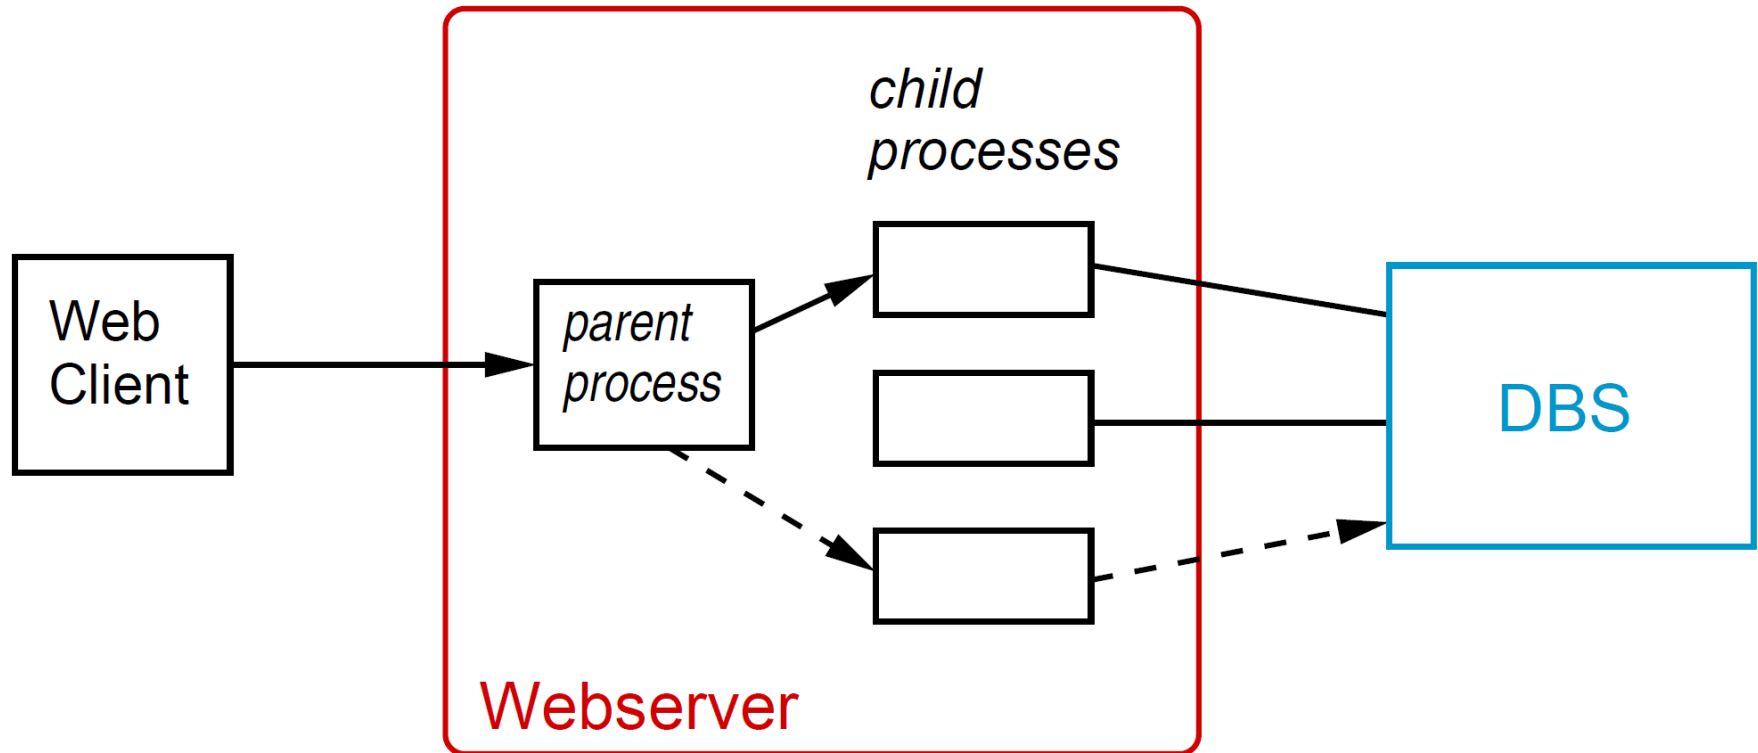 child
processes
Web
Client
parent
process
DBS
Webserver